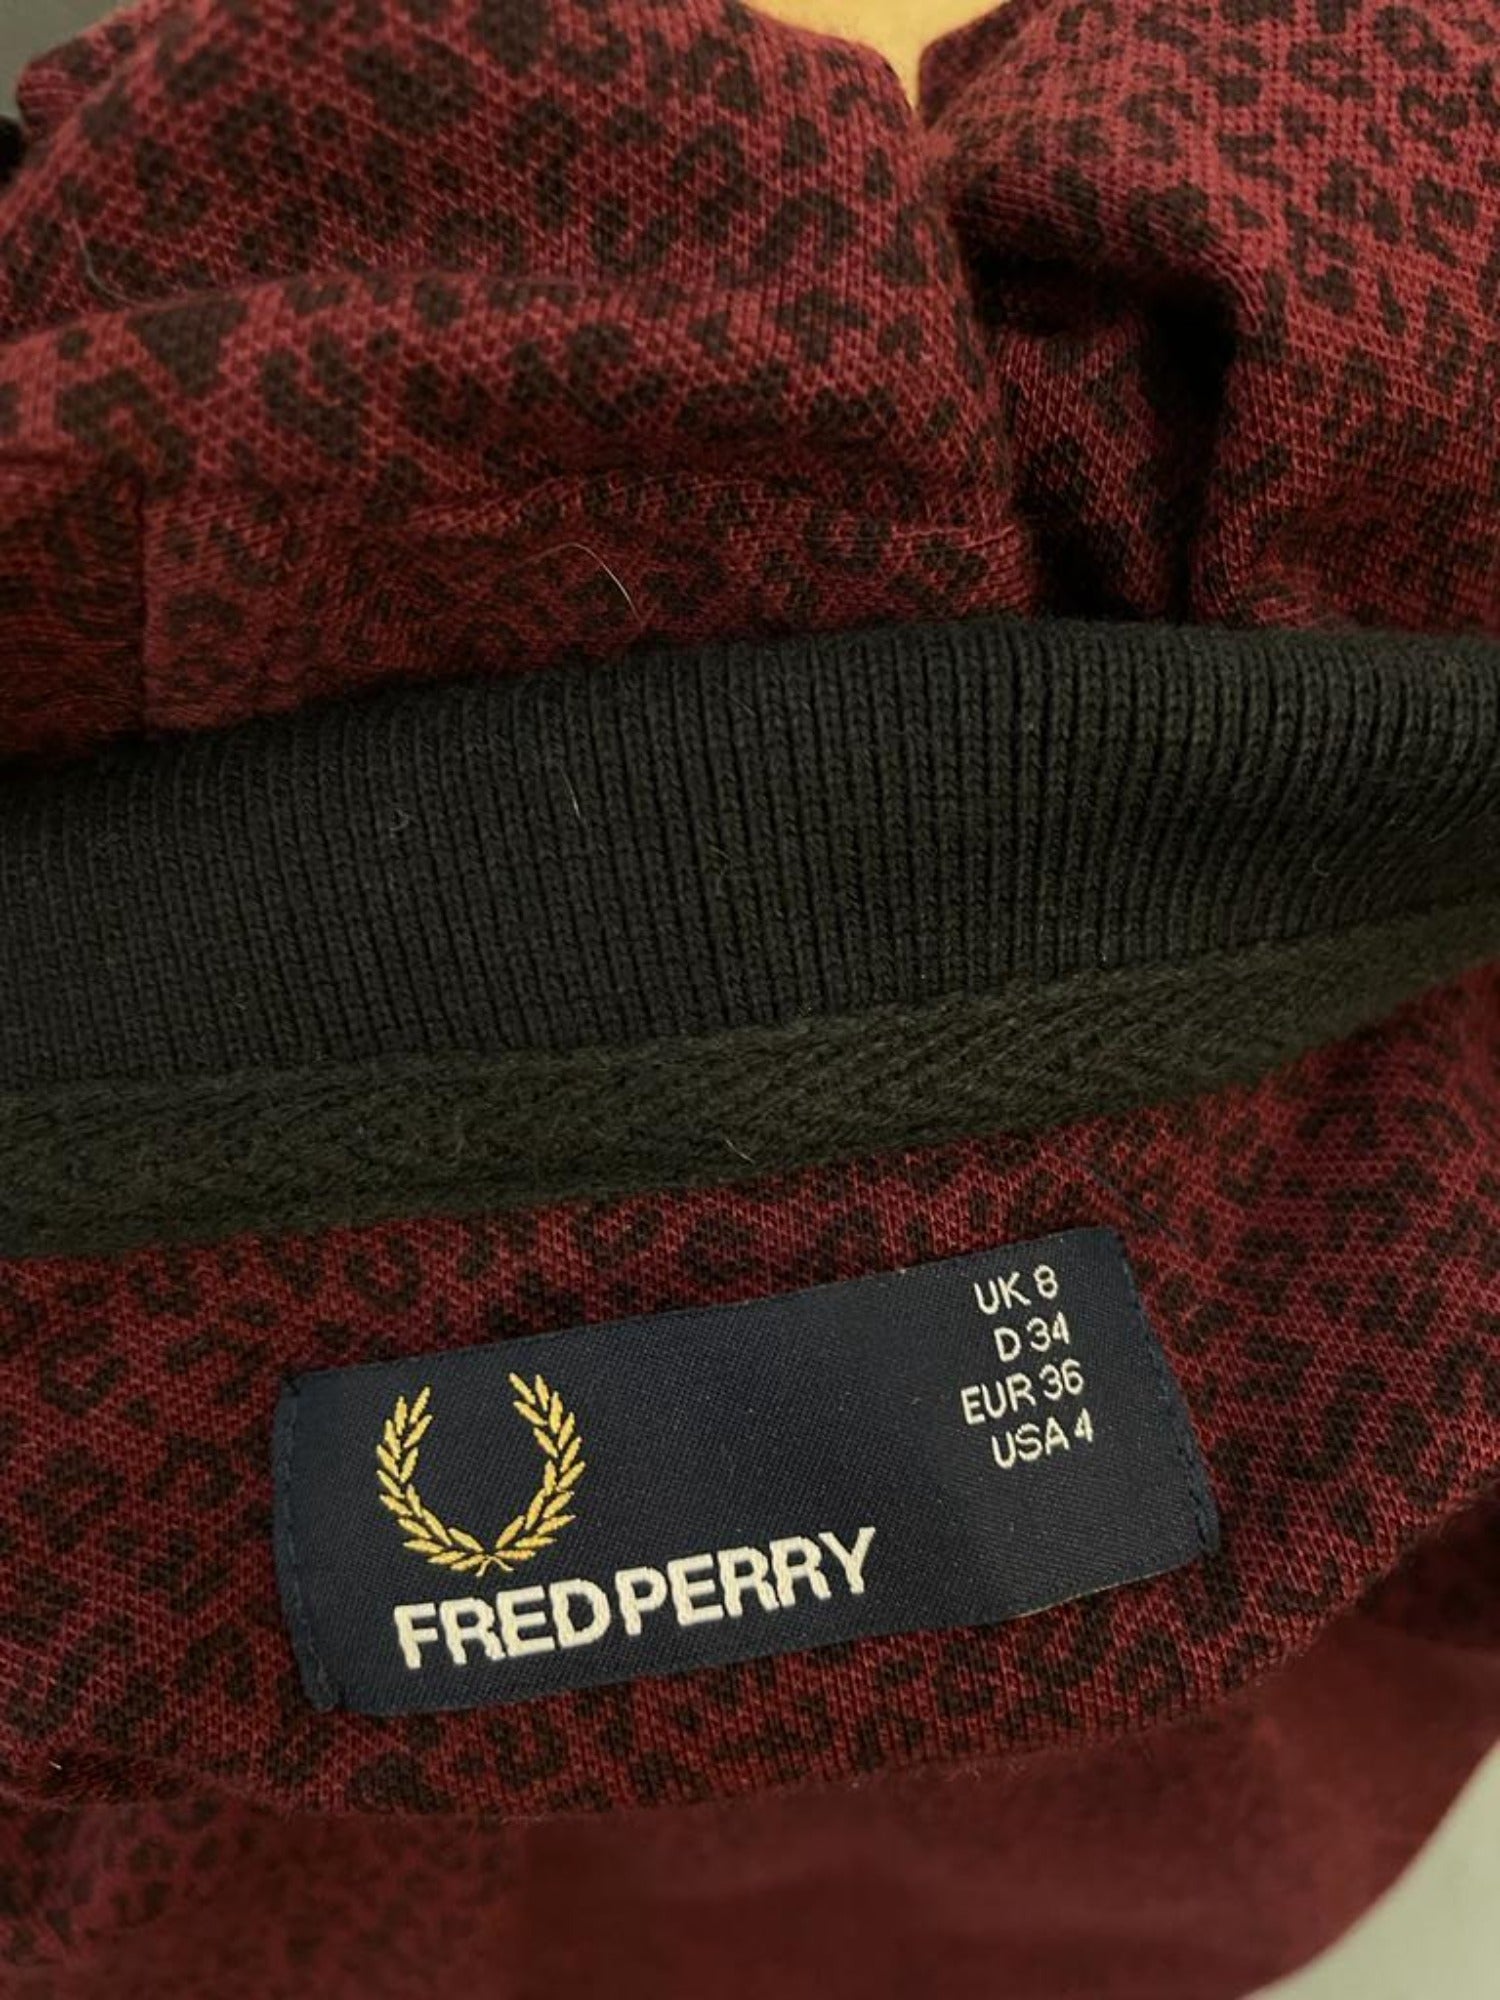 UK 8
D 34
EUR 36
USA 4
FRED PERRY